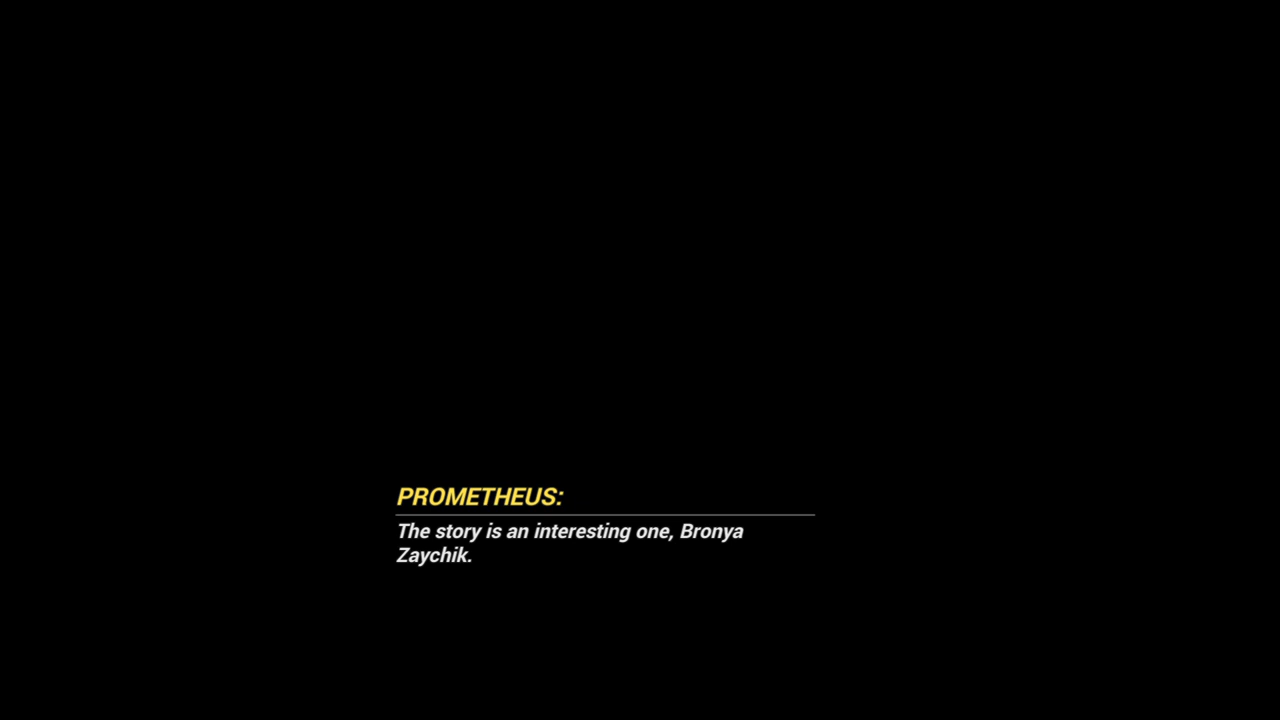 PROMETHEUS:
The story is an interesting one, Bronya
Zaychik.